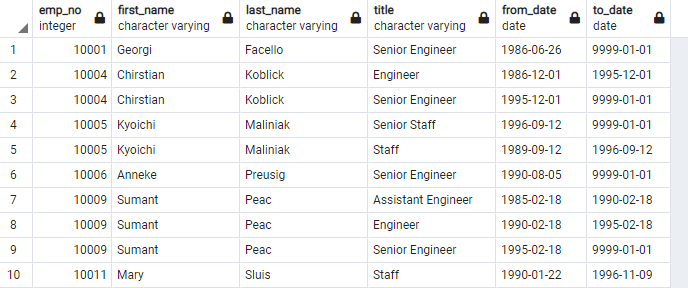 emp_no first_name last_name title from_date to_date
integer character varying character varying character varying date date
1 10001 Georgi Facello Senior Engineer 1986-06-26 9999-01-01
2 10004 Chirstian Koblick Engineer 1986-12-01 1995-12-01
3 10004 Chirstian Koblick Senior Engineer 1995-12-01 9999-01-01
4 10005 Kyoichi Maliniak Senior Staff 1996-09-12 9999-01-01
5 10005 Kyoichi Maliniak Staff 1989-09-12 1996-09-12
6 10006 Anneke Preusig Senior Engineer 1990-08-05 9999-01-01
7 10009 Sumant Peac Assistant Engineer 1985-02-18 1990-02-18
8 10009 Sumant Peac Engineer 1990-02-18 1995-02-18
9 10009 Sumant Peac Senior Engineer 1995-02-18 9999-01-01
10 10011 Mary Sluis Staff 1990-01-22 1996-11-09